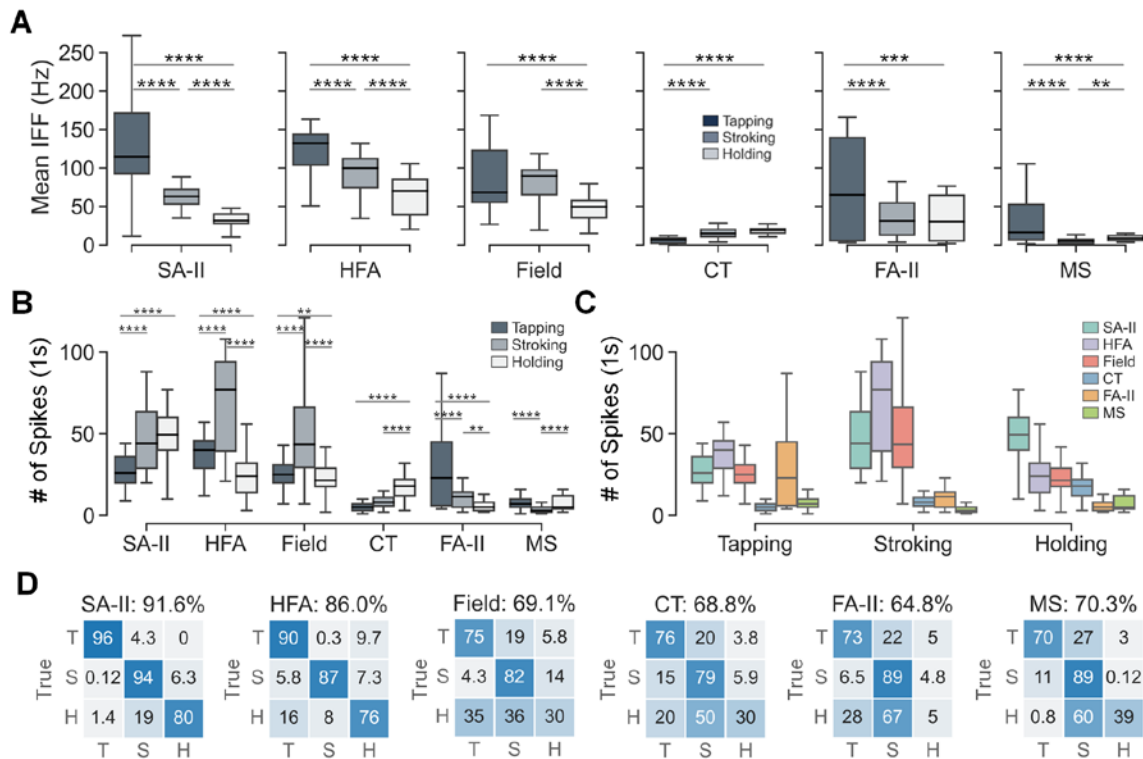 A
Mean IFF (Hz)
250
200
150
100
50
0
****
**** ****
****
**** ****
****
****
****
****
***
****
****
**** **
Tapping
Stroking
Holding
SA-II HFA Field CT FA-II MS
B
# of Spikes (1s)
100
50
0
****
****
****
****
****
**
****
****
****
****
****
****
**
****
****
Tapping
Stroking
Holding
SA-II HFA Field CT FA-II MS
C
# of Spikes (1s)
100
50
0
SA-II
HFA
Field
CT
FA-II
MS
Tapping Stroking Holding
D
SA-II: 91.6%
True
T 96 4.3 0
S 0.12 94 6.3
H 1.4 19 80
T S H
HFA: 86.0%
True
T 90 0.3 9.7
S 5.8 87 7.3
H 16 8 76
T S H
Field: 69.1%
True
T 75 19 5.8
S 4.3 82 14
H 35 36 30
T S H
CT: 68.8%
True
T 76 20 3.8
S 15 79 5.9
H 20 50 30
T S H
FA-II: 64.8%
True
T 73 22 5
S 6.5 89 4.8
H 28 67 5
T S H
MS: 70.3%
True
T 70 27 3
S 11 89 0.12
H 0.8 60 39
T S H